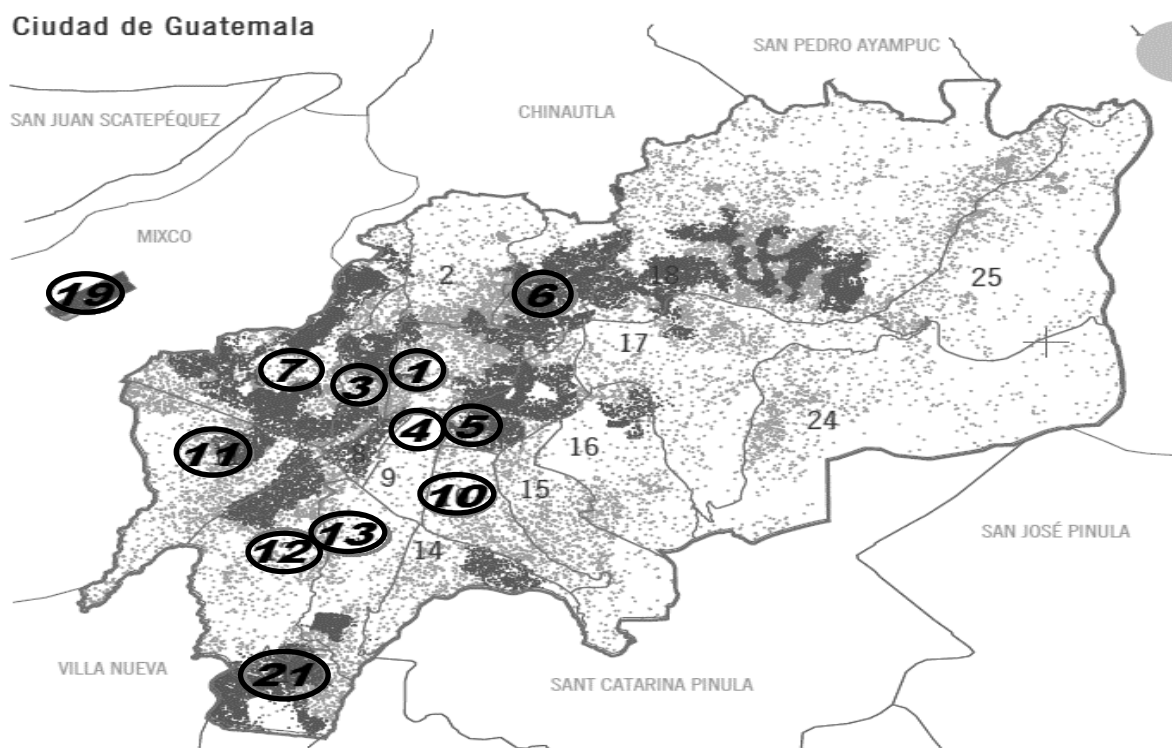 Ciudad de Guatemala
SAN PEDRO AYAMPUC
CHINAUTLA
SAN JUAN SCATEPÉQUEZ
MIXCO
2
18
25
19
6
17
7
3
1
24
4
5
11
8
16
9
10
15
13
12
14
SAN JOSÉ PINULA
VILLA NUEVA
21
SANT CATARINA PINULA